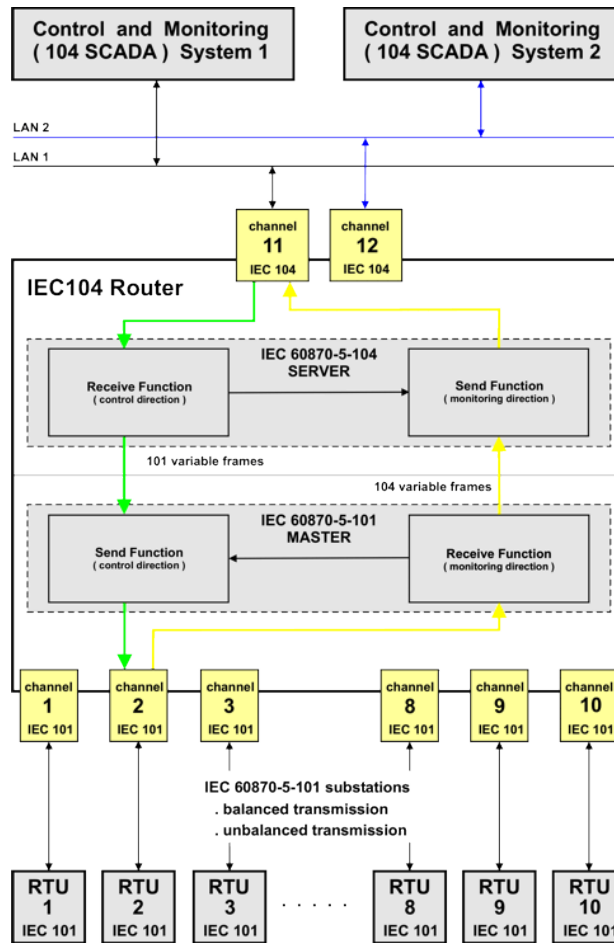 Control and Monitoring
( 104 SCADA ) System 1
Control and Monitoring
( 104 SCADA ) System 2
LAN 2
LAN 1
channel
11
IEC 104
channel
12
IEC 104
IEC104 Router
IEC 60870-5-104
SERVER
Receive Function
( control direction )
Send Function
( monitoring direction )
101 variable frames
104 variable frames
IEC 60870-5-101
MASTER
Send Function
( control direction )
Receive Function
( monitoring direction )
channel
1
IEC 101
channel
2
IEC 101
channel
3
IEC 101
channel
8
IEC 101
channel
9
IEC 101
channel
10
IEC 101
IEC 60870-5-101 substations
. balanced transmission
. unbalanced transmission
RTU
1
IEC 101
RTU
2
IEC 101
RTU
3
IEC 101
. . . . .
RTU
8
IEC 101
RTU
9
IEC 101
RTU
10
IEC 101